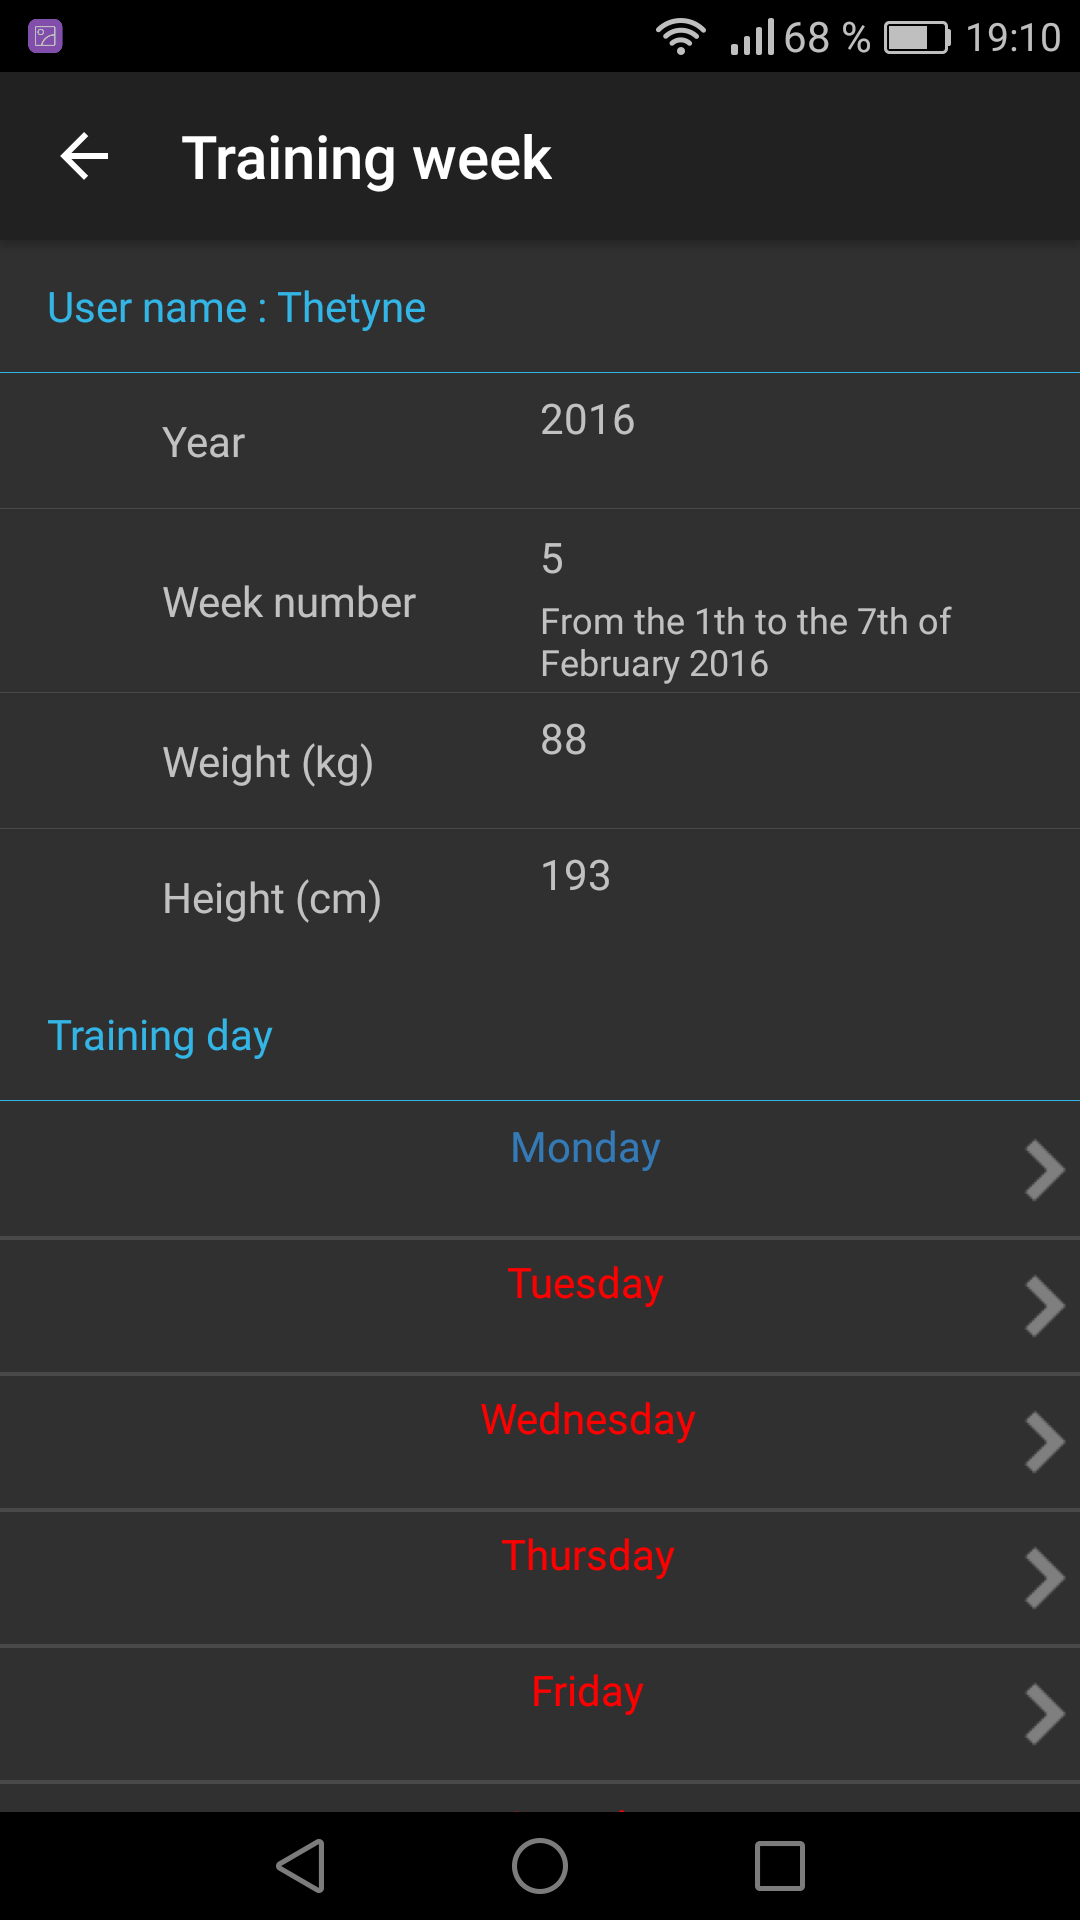 68 % 19:10
Training week
User name : Thetyne
Year 2016
Week number 5
From the 1th to the 7th of
February 2016
Weight (kg) 88
Height (cm) 193
Training day
Monday
Tuesday
Wednesday
Thursday
Friday